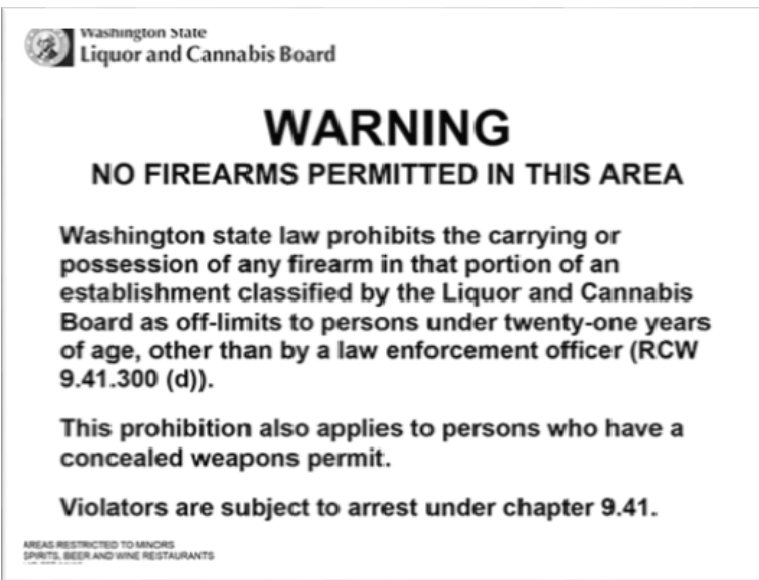 Washington State
Liquor and Cannabis Board
WARNING
NO FIREARMS PERMITTED IN THIS AREA
Washington state law prohibits the carrying or
possession of any firearm in that portion of an
establishment classified by the Liquor and Cannabis
Board as off-limits to persons under twenty-one years
of age, other than by a law enforcement officer (RCW
9.41.300 (d)).
This prohibition also applies to persons who have a
concealed weapons permit.
Violators are subject to arrest under chapter 9.41.
AREAS RESTRICTED TO MINORS
SPIRITS, BEER AND WINE RESTAURANTS